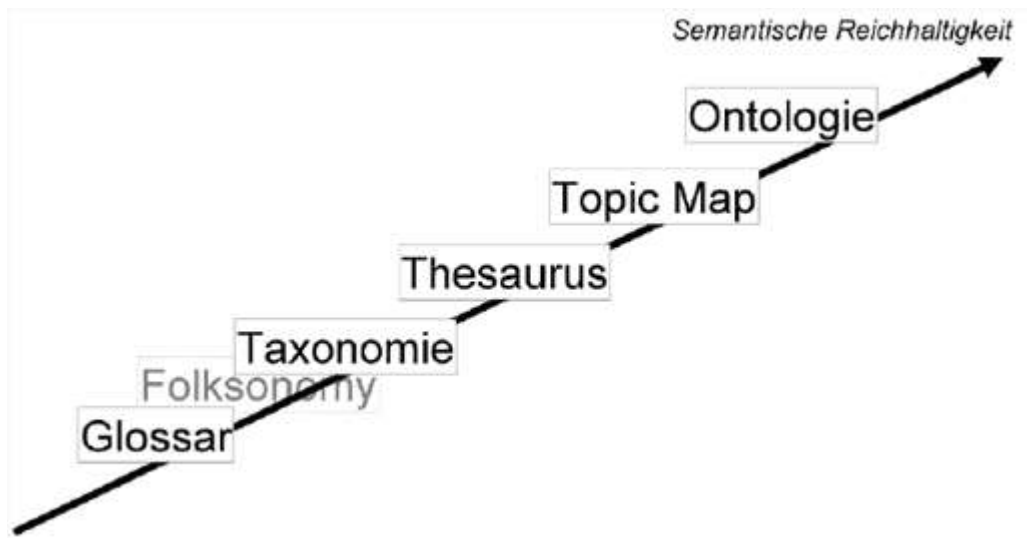 Semantische Reichhaltigkeit
Ontologie
Topic Map
Thesaurus
Taxonomie
Folksonomy
Glossar